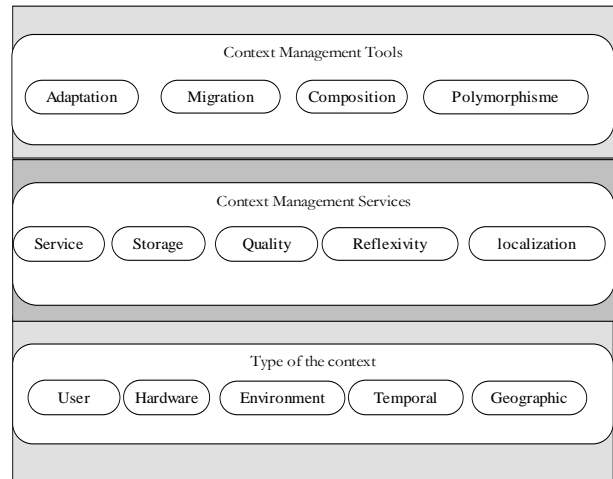 Context Management Tools
Adaptation Migration Composition Polymorphisme
Context Management Services
Service Storage Quality Reflexivity localization
Type of the context
User Hardware Environment Temporal Geographic